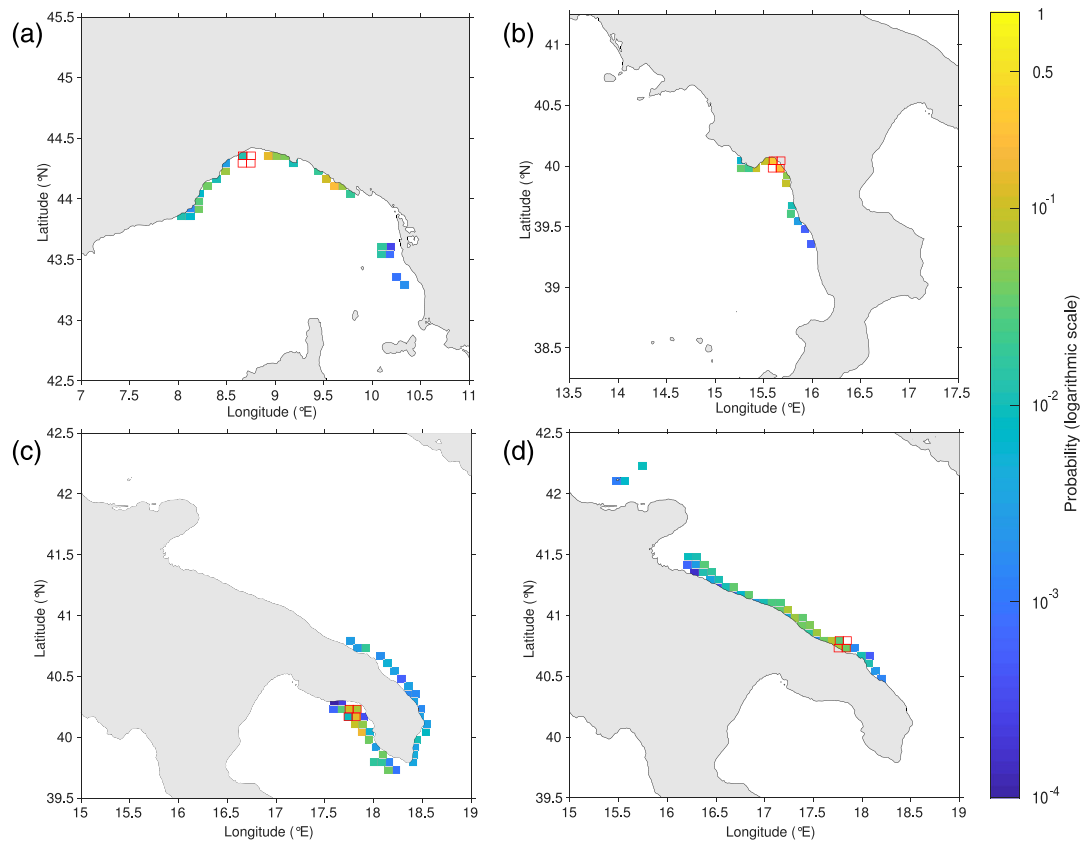 (a)
45.5
45
44.5
44
43.5
43
42.5
Latitude (°N)
7 7.5 8 8.5 9 9.5 10 10.5 11
Longitude (°E)
(b)
41
40.5
40
39.5
39
38.5
Latitude (°N)
13.5 14 14.5 15 15.5 16 16.5 17 17.5
Longitude (°E)
(c)
42.5
42
41.5
41
40.5
40
39.5
Latitude (°N)
15 15.5 16 16.5 17 17.5 18 18.5 19
Longitude (°E)
(d)
42.5
42
41.5
41
40.5
40
39.5
Latitude (°N)
15 15.5 16 16.5 17 17.5 18 18.5 19
Longitude (°E)
1
0.5
10⁻¹
10⁻²
10⁻³
10⁻⁴
Probability (logarithmic scale)